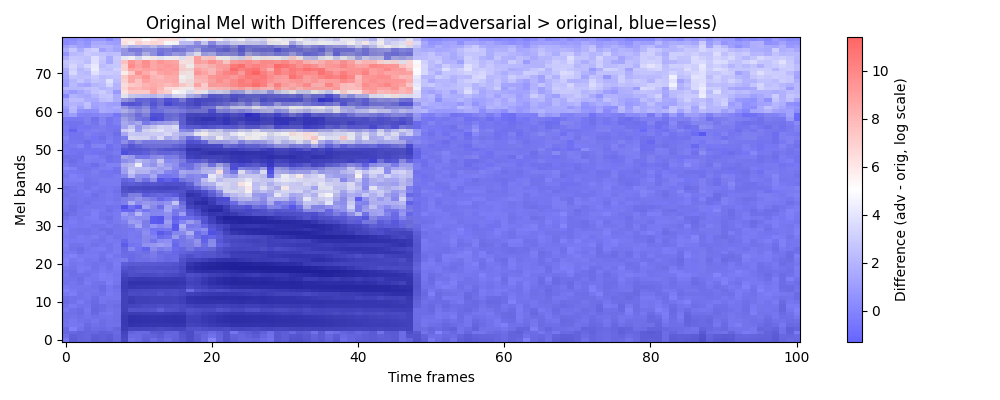 Original Mel with Differences (red=adversarial > original, blue=less)
Mel bands
70
60
50
40
30
20
10
0
0 20 40 60 80 100
Time frames
10
8
6
4
2
0
Difference (adv - orig, log scale)